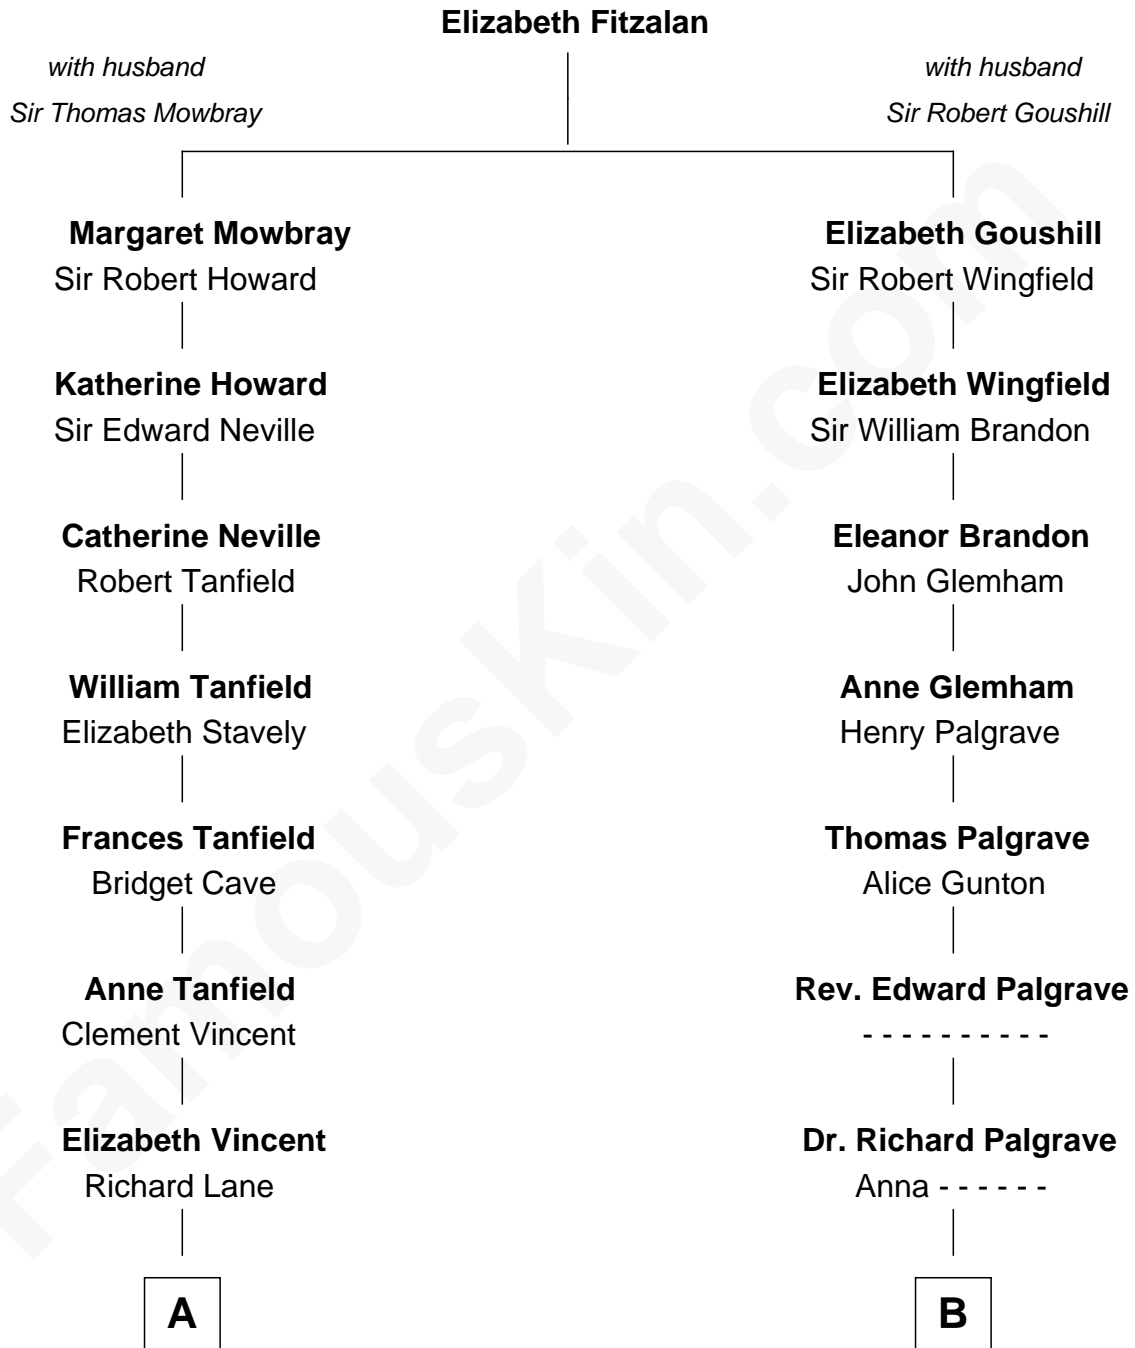 Elizabeth Fitzalan
with husband
Sir Thomas Mowbray
with husband
Sir Robert Goushill
Margaret Mowbray
Sir Robert Howard
Elizabeth Goushill
Sir Robert Wingfield
Katherine Howard
Sir Edward Neville
Elizabeth Wingfield
Sir William Brandon
Catherine Neville
Robert Tanfield
Eleanor Brandon
John Glemham
William Tanfield
Elizabeth Stavely
Anne Glemham
Henry Palgrave
Frances Tanfield
Bridget Cave
Thomas Palgrave
Alice Gunton
Anne Tanfield
Clement Vincent
Rev. Edward Palgrave
- - - - - - - - - -
Elizabeth Vincent
Richard Lane
Dr. Richard Palgrave
Anna - - - - - -
A
B
FamousKin.com